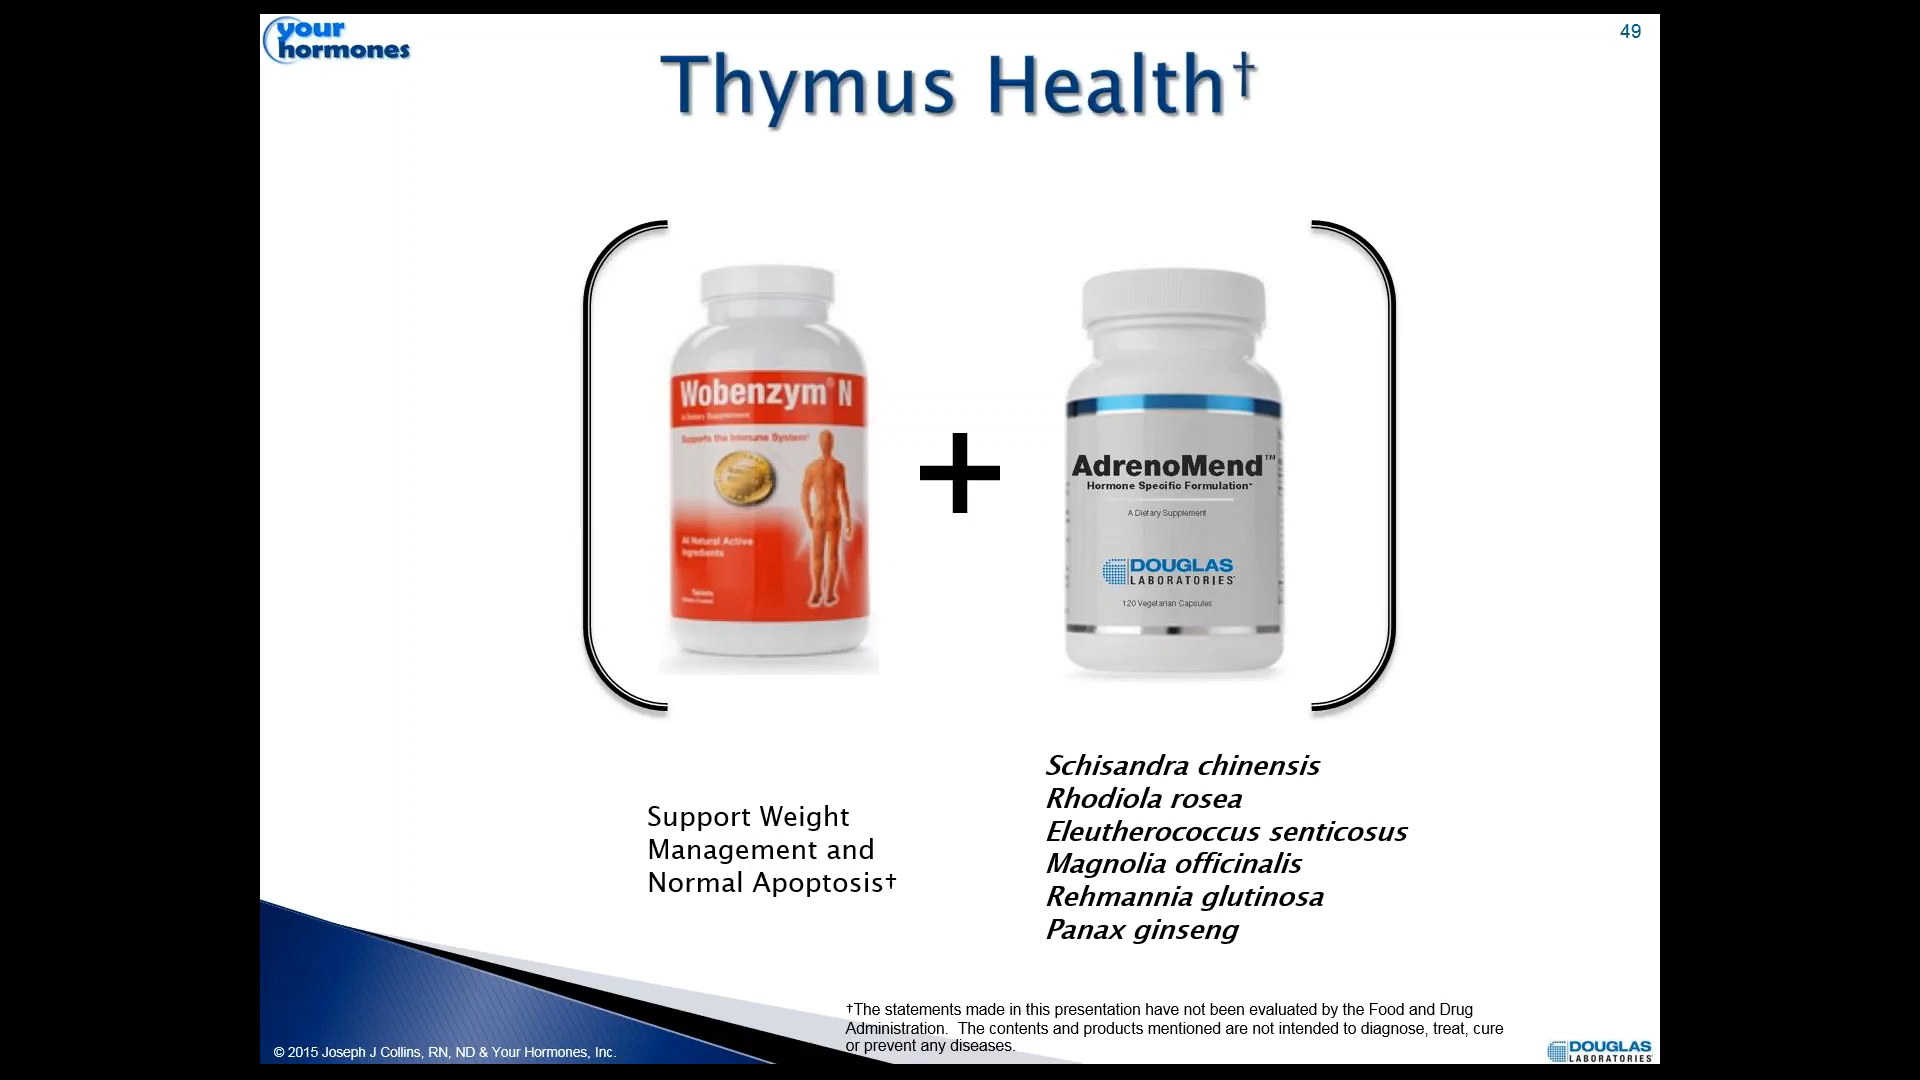 your
hormones
49
Thymus Health†
Wobenzym® N
A Dietary Supplement
Supports the Immune System†
All Natural Active
Ingredients
Tablets
+
AdrenoMend™
Hormone Specific Formulation
A Dietary Supplement
DOUGLAS
LABORATORIES
120 Vegetarian Capsules
Support Weight
Management and
Normal Apoptosis†
Schisandra chinensis
Rhodiola rosea
Eleutherococcus senticosus
Magnolia officinalis
Rehmannia glutinosa
Panax ginseng
†The statements made in this presentation have not been evaluated by the Food and Drug
Administration. The contents and products mentioned are not intended to diagnose, treat, cure
or prevent any diseases.
© 2015 Joseph J Collins, RN, ND & Your Hormones, Inc.
DOUGLAS
LABORATORIES